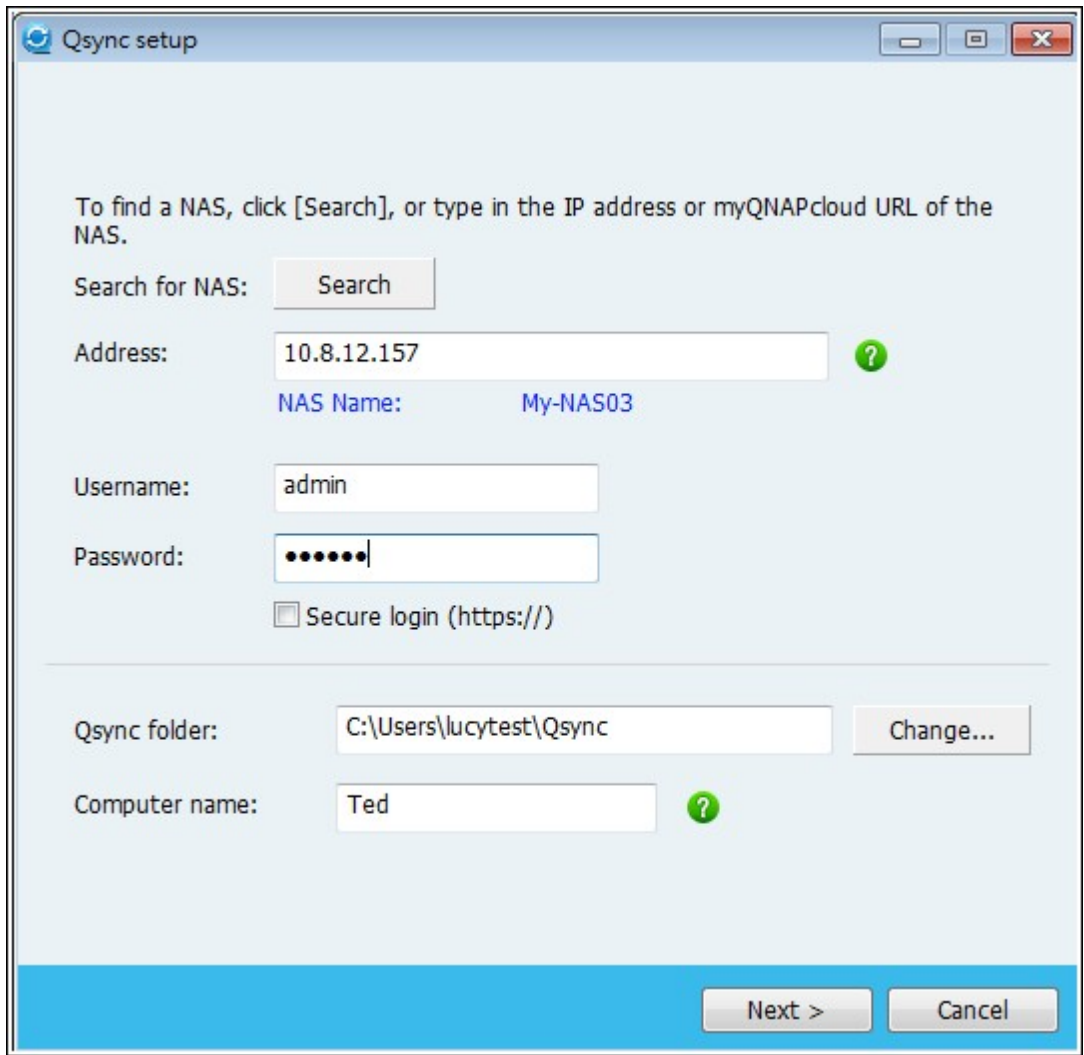 Qsync setup
To find a NAS, click [Search], or type in the IP address or myQNAPcloud URL of the
NAS.
Search for NAS: Search
Address: 10.8.12.157
NAS Name: My-NAS03
Username: admin
Password: ••••••
Secure login (https://)
Qsync folder: C:\Users\lucytest\Qsync Change...
Computer name: Ted
Next > Cancel